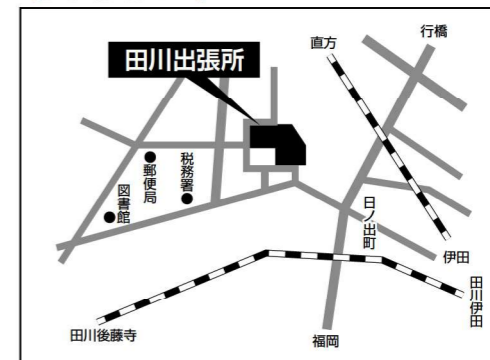 行橋
直方
田川出張所
税務署
郵便局
図書館
日ノ出町
伊田
田川伊田
田川後藤寺
福岡